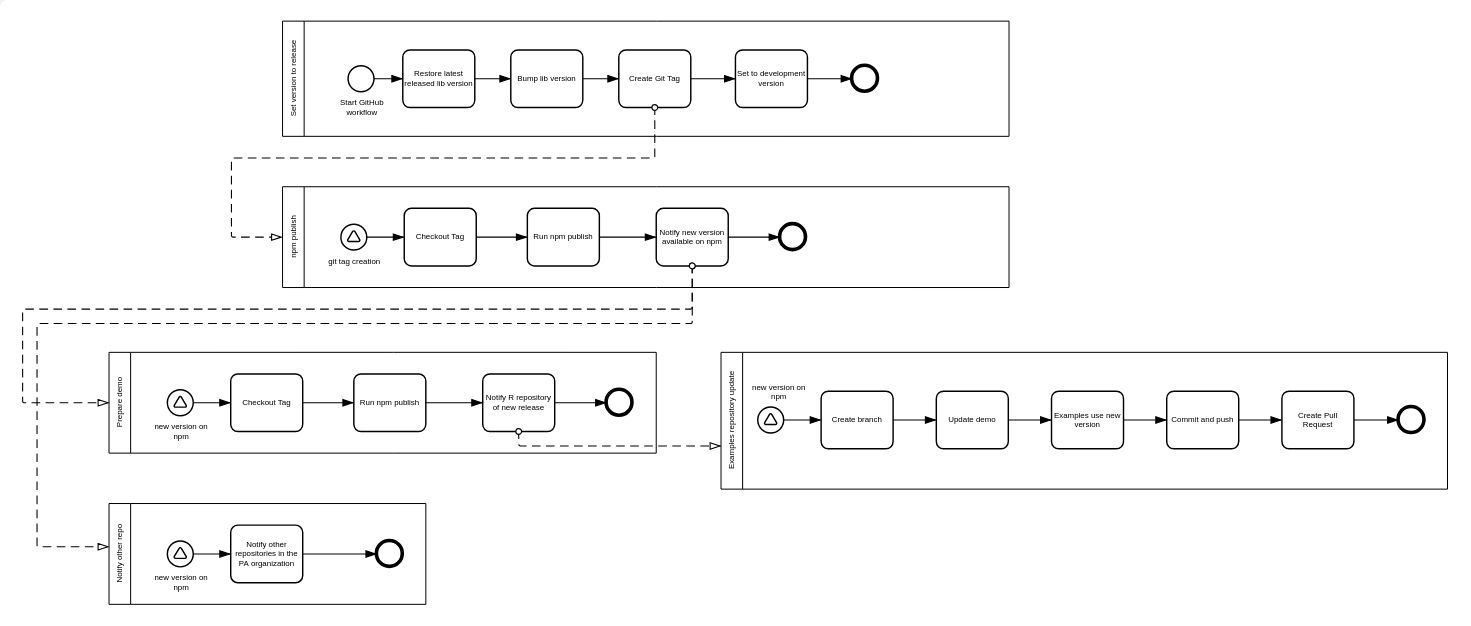 Set version to release
Start GitHub
workflow
Restore latest
released lib version
Bump lib version
Create Git Tag
Set to development
version
npm publish
git tag creation
Checkout Tag
Run npm publish
Notify new version
available on npm
Prepare demo
new version on
npm
Checkout Tag
Run npm publish
Notify R repository
of new release
Examples repository update
new version on
npm
Create branch
Update demo
Examples use new
version
Commit and push
Create Pull
Request
Notify other repo
new version on
npm
Notify other
repositories in the
PA organization